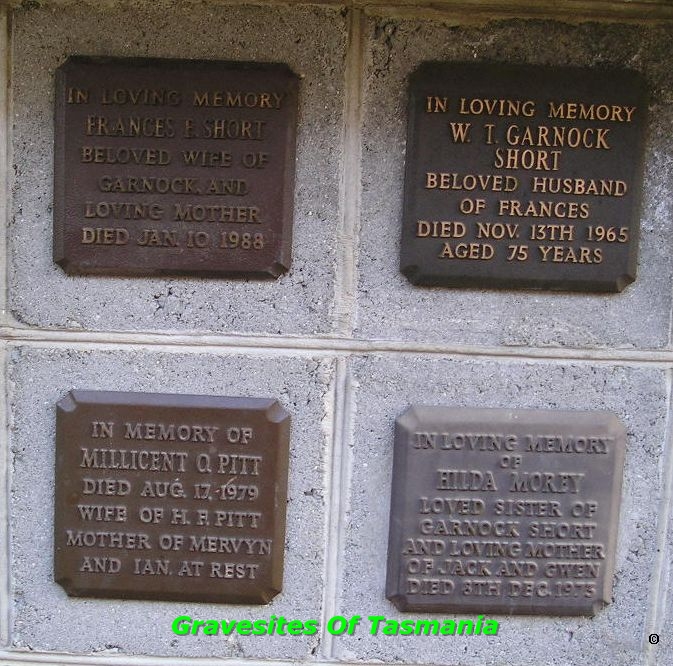 IN LOVING MEMORY
FRANCES E. SHORT
BELOVED WIFE OF
GARNOCK. AND
LOVING MOTHER
DIED JAN. 10 1988
IN LOVING MEMORY
W. T. GARNOCK
SHORT
BELOVED HUSBAND
OF FRANCES
DIED NOV. 13TH 1965
AGED 75 YEARS
IN MEMORY OF
MILLICENT O. PITT
DIED AUG. 17. 1979
WIFE OF H. F. PITT
MOTHER OF MERVYN
AND IAN. AT REST
IN LOVING MEMORY
OF
HILDA MORBY
LOVED SISTER OF
GARNOCK SHORT
AND LOVING MOTHER
OF JACK AND GWEN
DIED 8TH DEC. 1975
Gravesites Of Tasmania
©